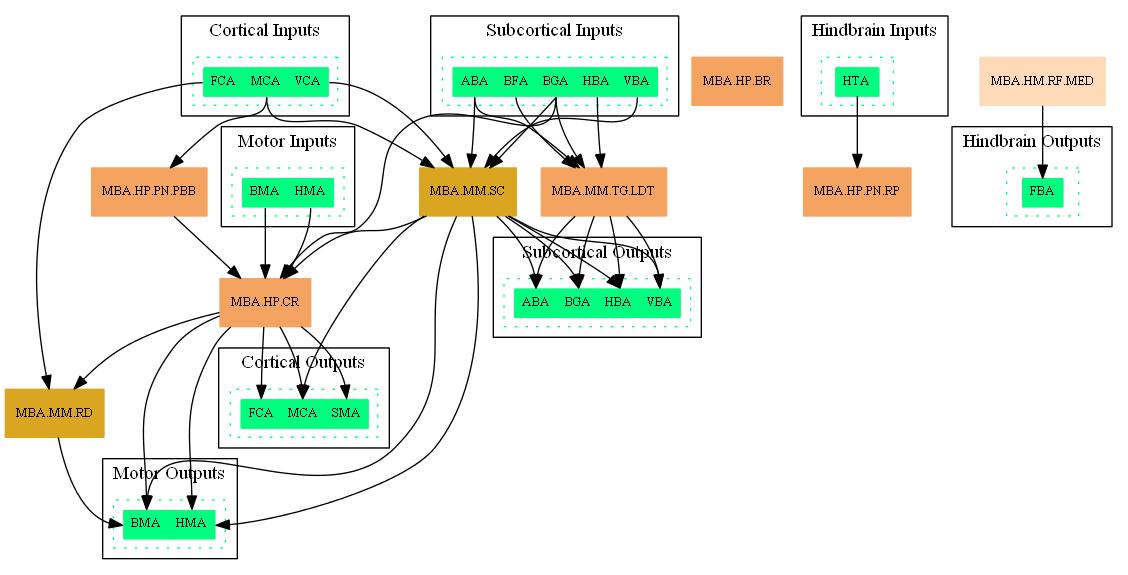 Cortical Inputs
FCA MCA VCA
Subcortical Inputs
ABA BFA BGA HBA VBA
MBA.HP.BR
Hindbrain Inputs
HTA
MBA.HM.RF.MED
Motor Inputs
BMA HMA
MBA.HP.PN.PBB
MBA.MM.SC
MBA.MM.TG.LDT
MBA.HP.PN.RP
Hindbrain Outputs
FBA
Subcortical Outputs
ABA BGA HBA VBA
MBA.HP.CR
Cortical Outputs
FCA MCA SMA
MBA.MM.RD
Motor Outputs
BMA HMA